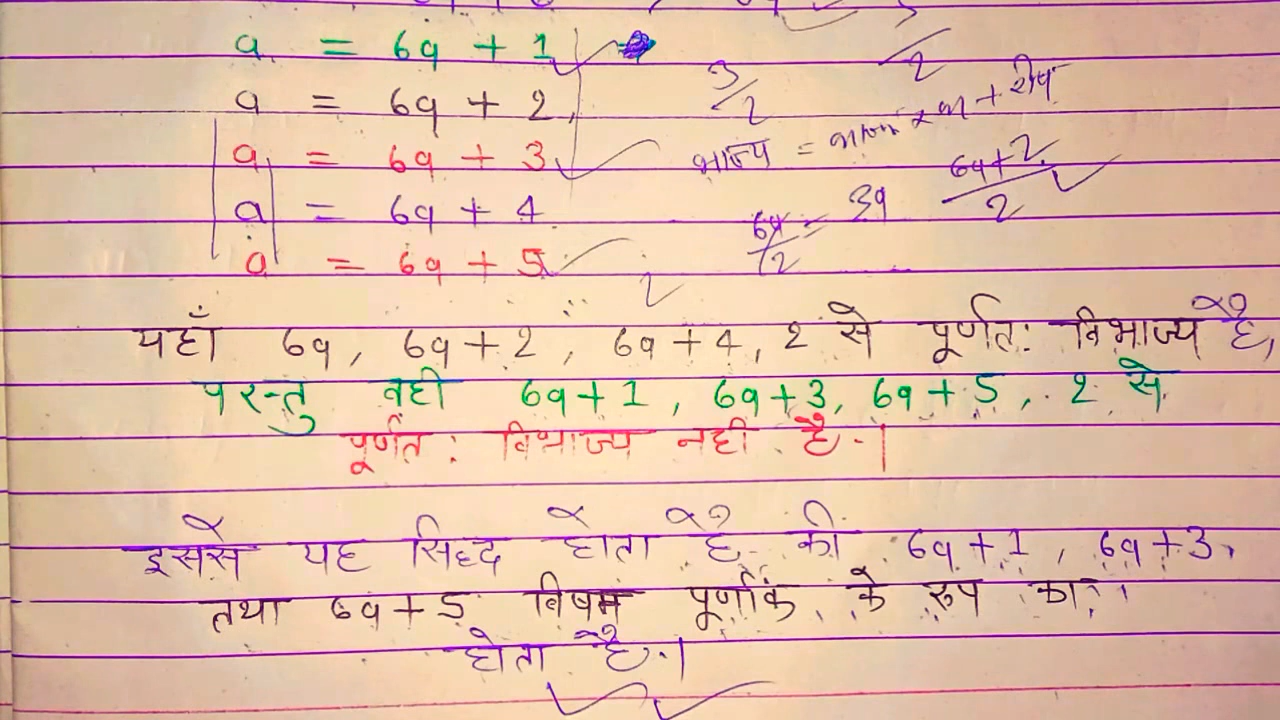 a = 6q + 1
a = 6q + 2
a = 6q + 3
a = 6q + 4
a = 6q + 5
3/2
/2
भाज्य = × + शेष
6q/2 = 3q
6q+2/2
यहाँ 6q, 6q+2, 6q+4, 2 से पूर्णतः विभाज्य है,
परन्तु वही 6q+1, 6q+3, 6q+5, 2 से
पूर्णतः विभाज्य नही है।
इससे यह सिद्द होता है की 6q+1, 6q+3,
तथा 6q+5 विषम पूर्णांक के रुप का
होता है।